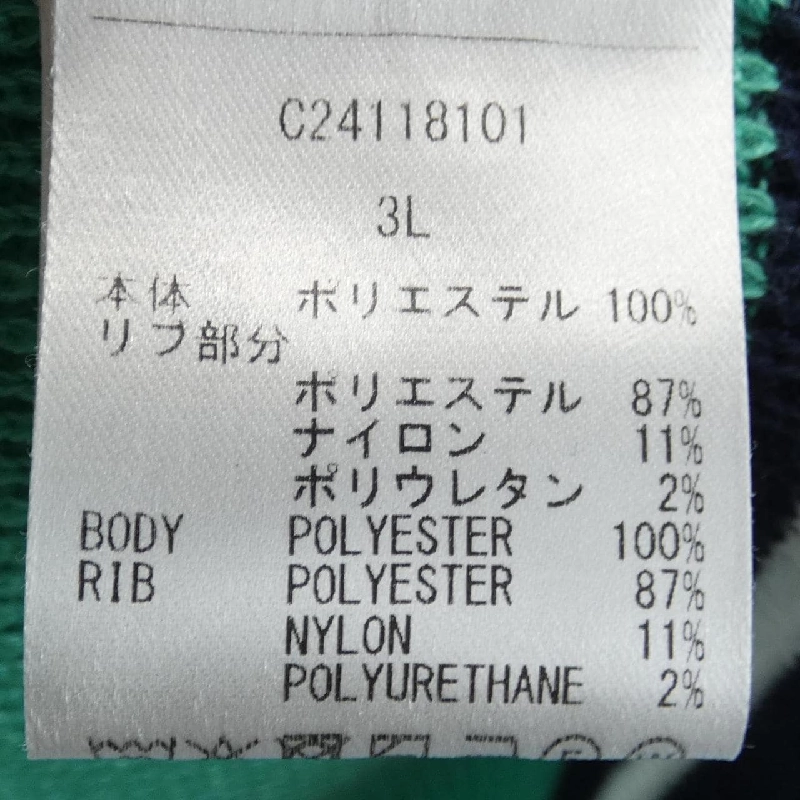 C24118101
3L
本体 ポリエステル 100%
リブ部分
ポリエステル 87%
ナイロン 11%
ポリウレタン 2%
BODY POLYESTER 100%
RIB POLYESTER 87%
NYLON 11%
POLYURETHANE 2%